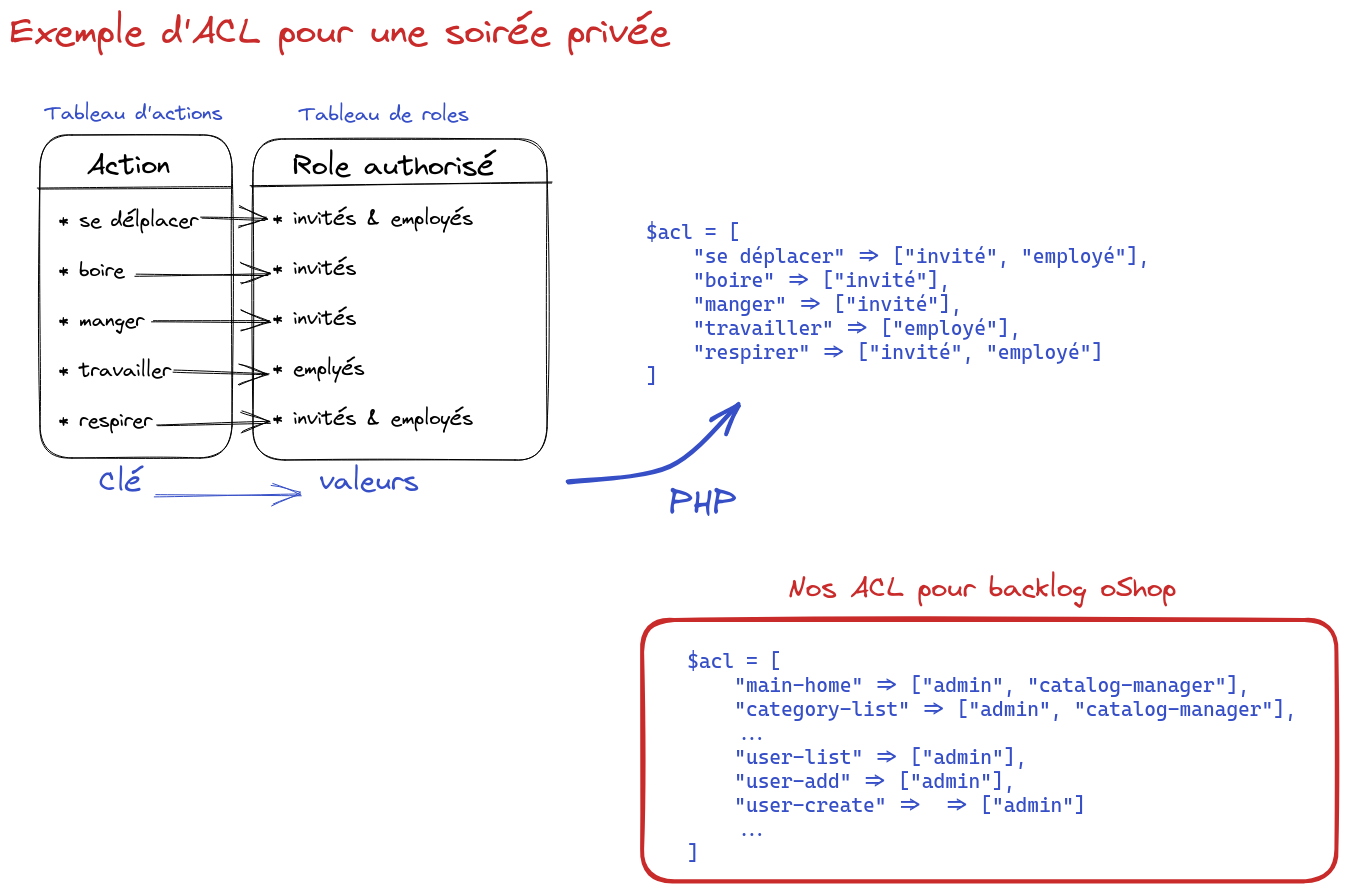 Exemple d'ACL pour une soirée privée
Tableau d'actions
Action
* se délplacer
* boire
* manger
* travailler
* respirer
Clé
Tableau de roles
Role authorisé
* invités & employés
* invités
* invités
* emplyés
* invités & employés
valeurs
$acl = [
"se déplacer" => ["invité", "employé"],
"boire" => ["invité"],
"manger" => ["invité"],
"travailler" => ["employé"],
"respirer" => ["invité", "employé"]
]
PHP
Nos ACL pour backlog oShop
$acl = [
"main-home" => ["admin", "catalog-manager"],
"category-list" => ["admin", "catalog-manager"],
...
"user-list" => ["admin"],
"user-add" => ["admin"],
"user-create" => => ["admin"]
...
]